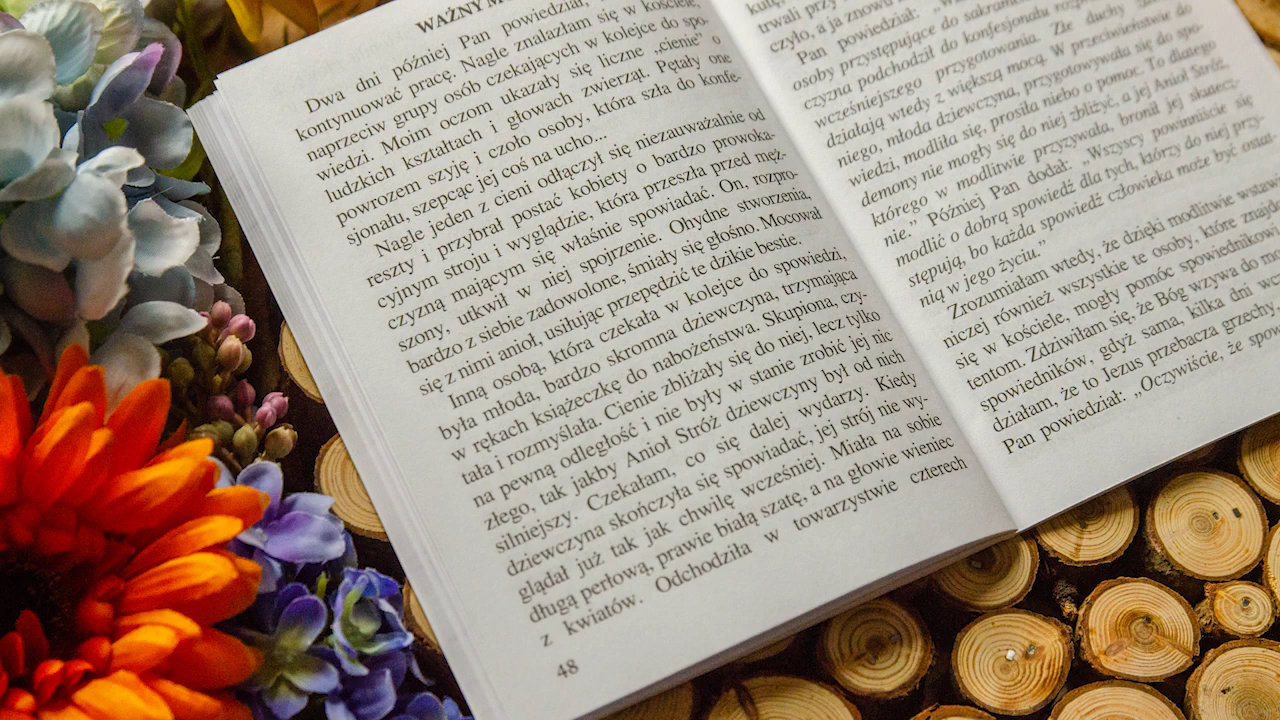 WAŻNY
Dwa dni później Pan powiedział,
kontynuować pracę. Nagle znalazłam się w kościele,
naprzeciw grupy osób czekających w kolejce do spo-
wiedzi. Moim oczom ukazały się liczne „cienie” o
ludzkich kształtach i głowach zwierząt. Pętały one
powrozem szyję i czoło osoby, która szła do konfe-
sjonału, szepcąc jej coś na ucho...
Nagle jeden z cieni odłączył się niezauważalnie od
reszty i przybrał postać kobiety o bardzo prowoka-
cyjnym stroju i wyglądzie, która przeszła przed męż-
czyzną mającym się właśnie spowiadać. On, rozpro-
szony, utkwił w niej spojrzenie. Ohydne stworzenia,
bardzo z siebie zadowolone, śmiały się głośno. Mocował
się z nimi anioł, usiłując przepędzić te dzikie bestie.
Inną osobą, która czekała w kolejce do spowiedzi,
była młoda, bardzo skromna dziewczyna, trzymająca
w rękach książeczkę do nabożeństwa. Skupiona, czy-
tała i rozmyślała. Cienie zbliżały się do niej, lecz tylko
na pewną odległość i nie były w stanie zrobić jej nic
złego, tak jakby Anioł Stróż dziewczyny był od nich
silniejszy. Czekałam, co się dalej wydarzy. Kiedy
dziewczyna skończyła się spowiadać, jej strój nie wy-
glądał już tak jak chwilę wcześniej. Miała na sobie
długą perłową, prawie białą szatę, a na głowie wieniec
z kwiatów. Odchodziła w towarzystwie czterech
48
trwali przy
czyło, a ja znowu
Pan powiedział:
osoby przystępujące do sakramentu
czyzna podchodził do konfesjonału
wcześniejszego przygotowania. Złe duchy
działają wtedy z większą mocą. W przeciwieństwie do
niego, młoda dziewczyna, przygotowywała się do spo-
wiedzi, modliła się, prosiła niebo o pomoc. To dlatego
demony nie mogły się do niej zbliżyć, a jej Anioł Stróż,
którego w modlitwie przyzywała, bronił jej skutecz-
nie.” Później Pan dodał: „Wszyscy powinniście się
modlić o dobrą spowiedź dla tych, którzy do niej przy-
stępują, bo każda spowiedź człowieka może być ostat-
nią w jego życiu.”
Zrozumiałam wtedy, że dzięki modlitwie
niczej również wszystkie te osoby, które
się w kościele, mogły pomóc spowiednikowi
tentom. Zdziwiłam się, że Bóg wzywa do
spowiedników, gdyż sama, kilka dni
działam, że to Jezus przebacza grzechy
Pan powiedział: „Oczywiście, że